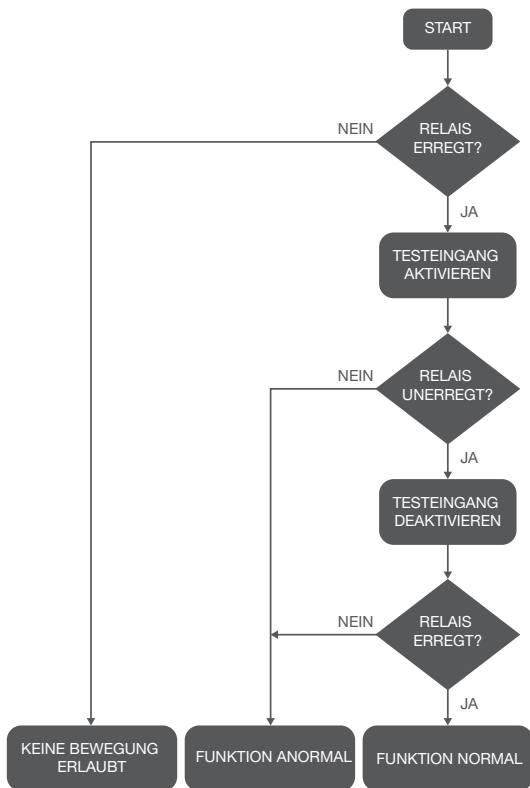 START
NEIN
RELAIS
ERREGT?
JA
TESTEINGANG
AKTIVIEREN
NEIN
RELAIS
UNERREGT?
JA
TESTEINGANG
DEAKTIVIEREN
NEIN
RELAIS
ERREGT?
JA
KEINE BEWEGUNG
ERLAUBT
FUNKTION ANORMAL
FUNKTION NORMAL